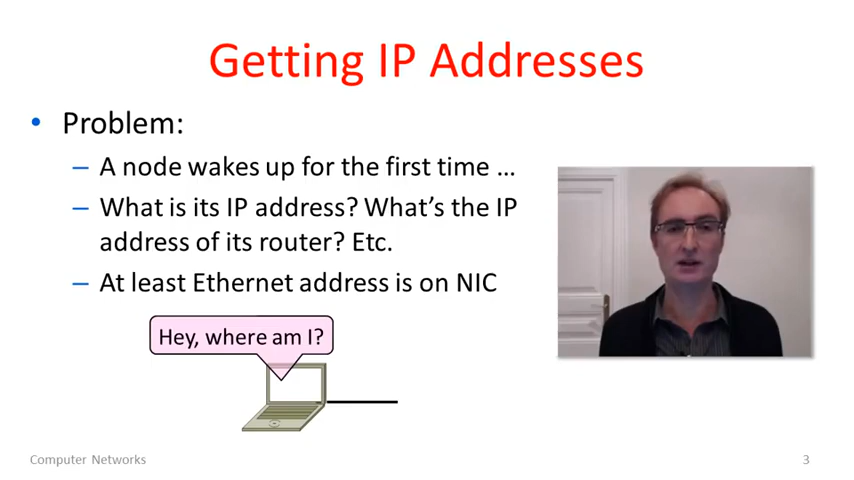 Getting IP Addresses
• Problem:
– A node wakes up for the first time …
– What is its IP address? What’s the IP
address of its router? Etc.
– At least Ethernet address is on NIC
Hey, where am I?
Computer Networks
3